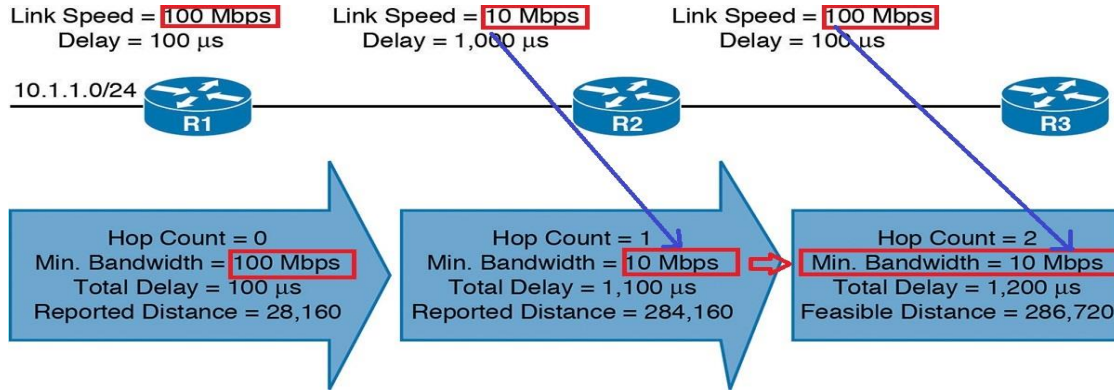 Link Speed = 100 Mbps
Delay = 100 µs
Link Speed = 10 Mbps
Delay = 1,000 µs
Link Speed = 100 Mbps
Delay = 100 µs
10.1.1.0/24
R1
R2
R3
Hop Count = 0
Min. Bandwidth = 100 Mbps
Total Delay = 100 µs
Reported Distance = 28,160
Hop Count = 1
Min. Bandwidth = 10 Mbps
Total Delay = 1,100 µs
Reported Distance = 284,160
Hop Count = 2
Min. Bandwidth = 10 Mbps
Total Delay = 1,200 µs
Feasible Distance = 286,720